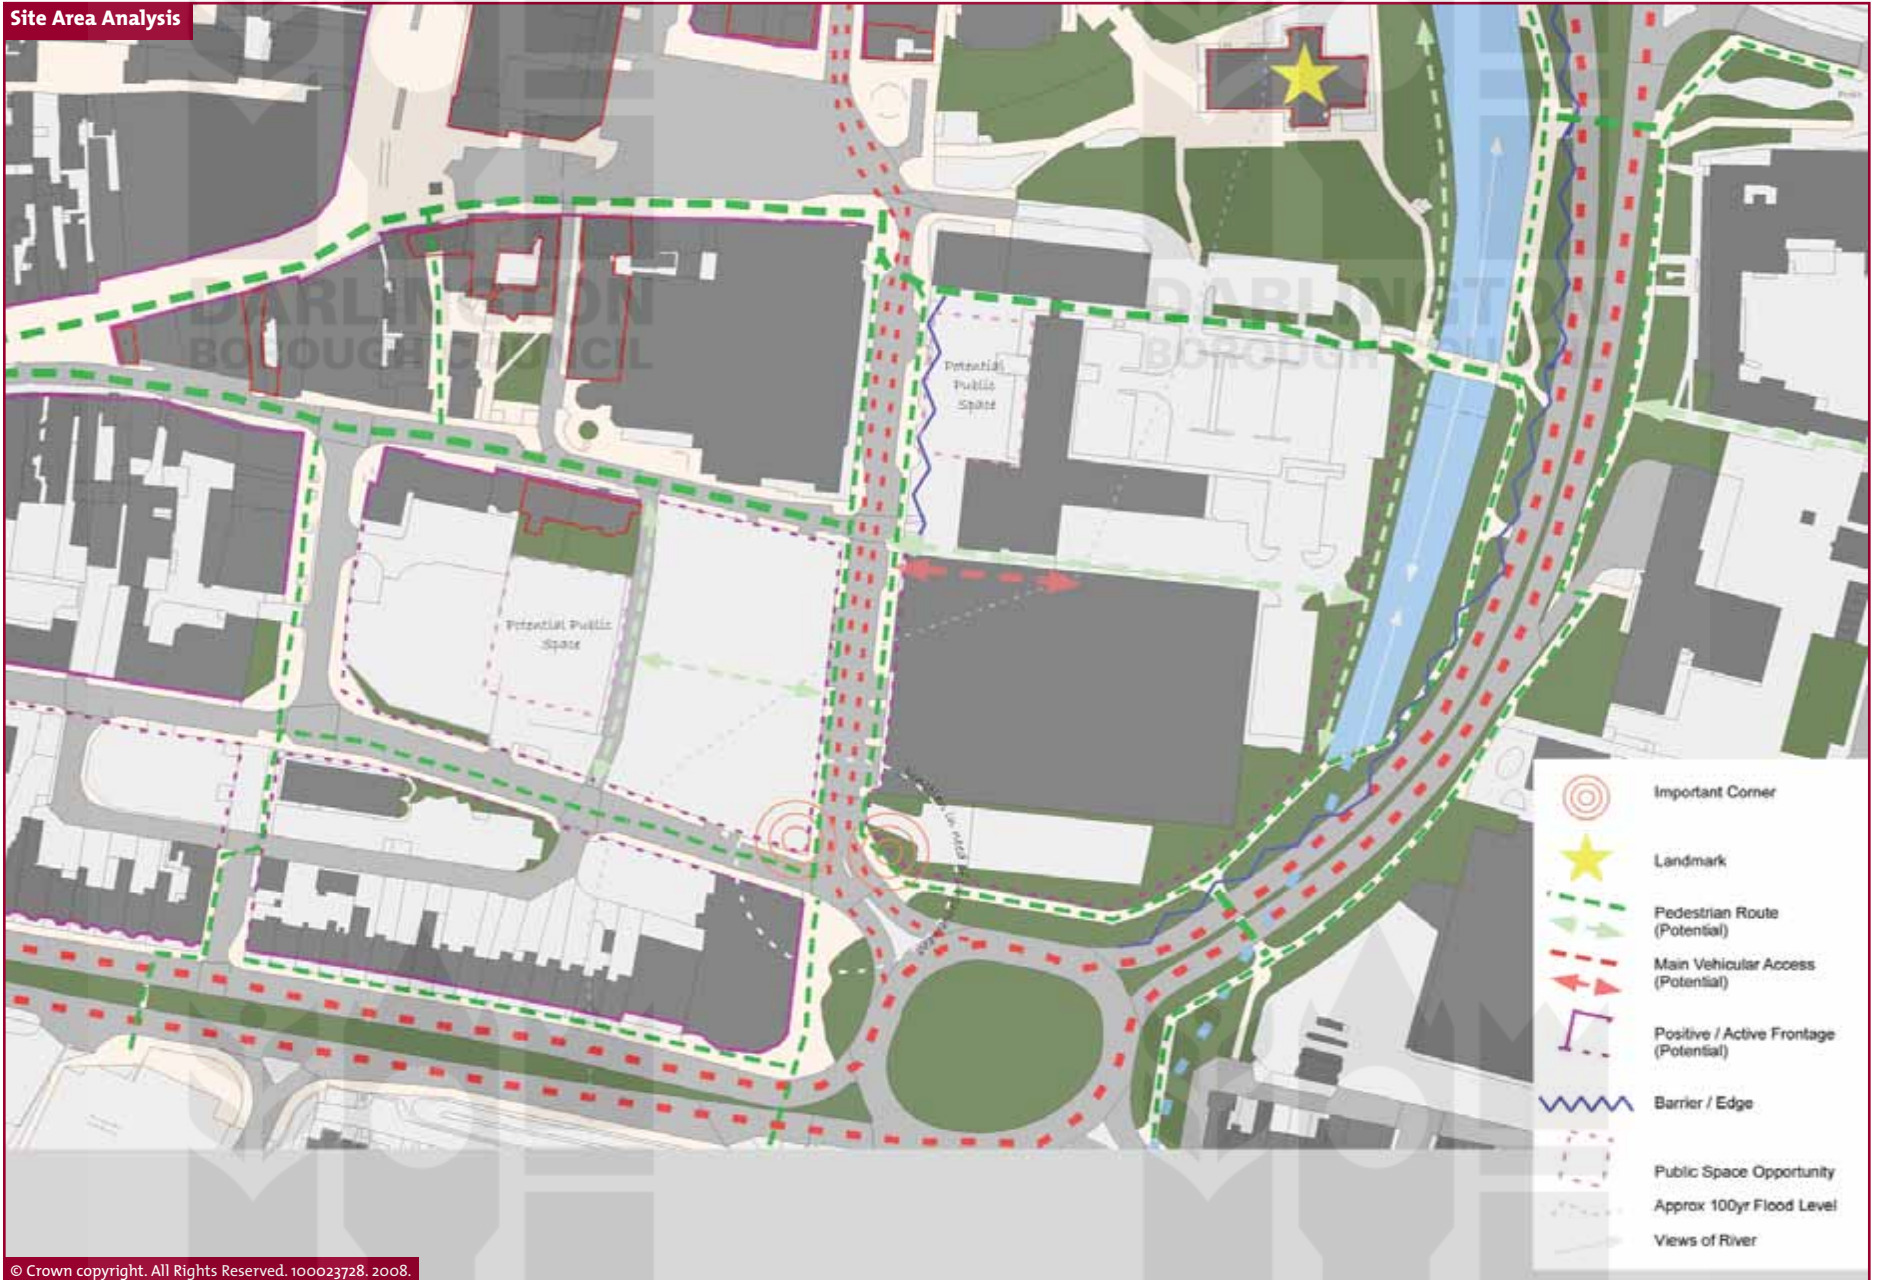 Site Area Analysis
DARLINGTON
BOROUGH COUNCIL
DARLINGTON
BOROUGH COUNCIL
Potential
Public
Space
Potential Public
Space
in need
Important Corner
Landmark
Pedestrian Route
(Potential)
Main Vehicular Access
(Potential)
Positive / Active Frontage
(Potential)
Barrier / Edge
Public Space Opportunity
Approx 100yr Flood Level
Views of River
© Crown copyright. All Rights Reserved. 100023728. 2008.